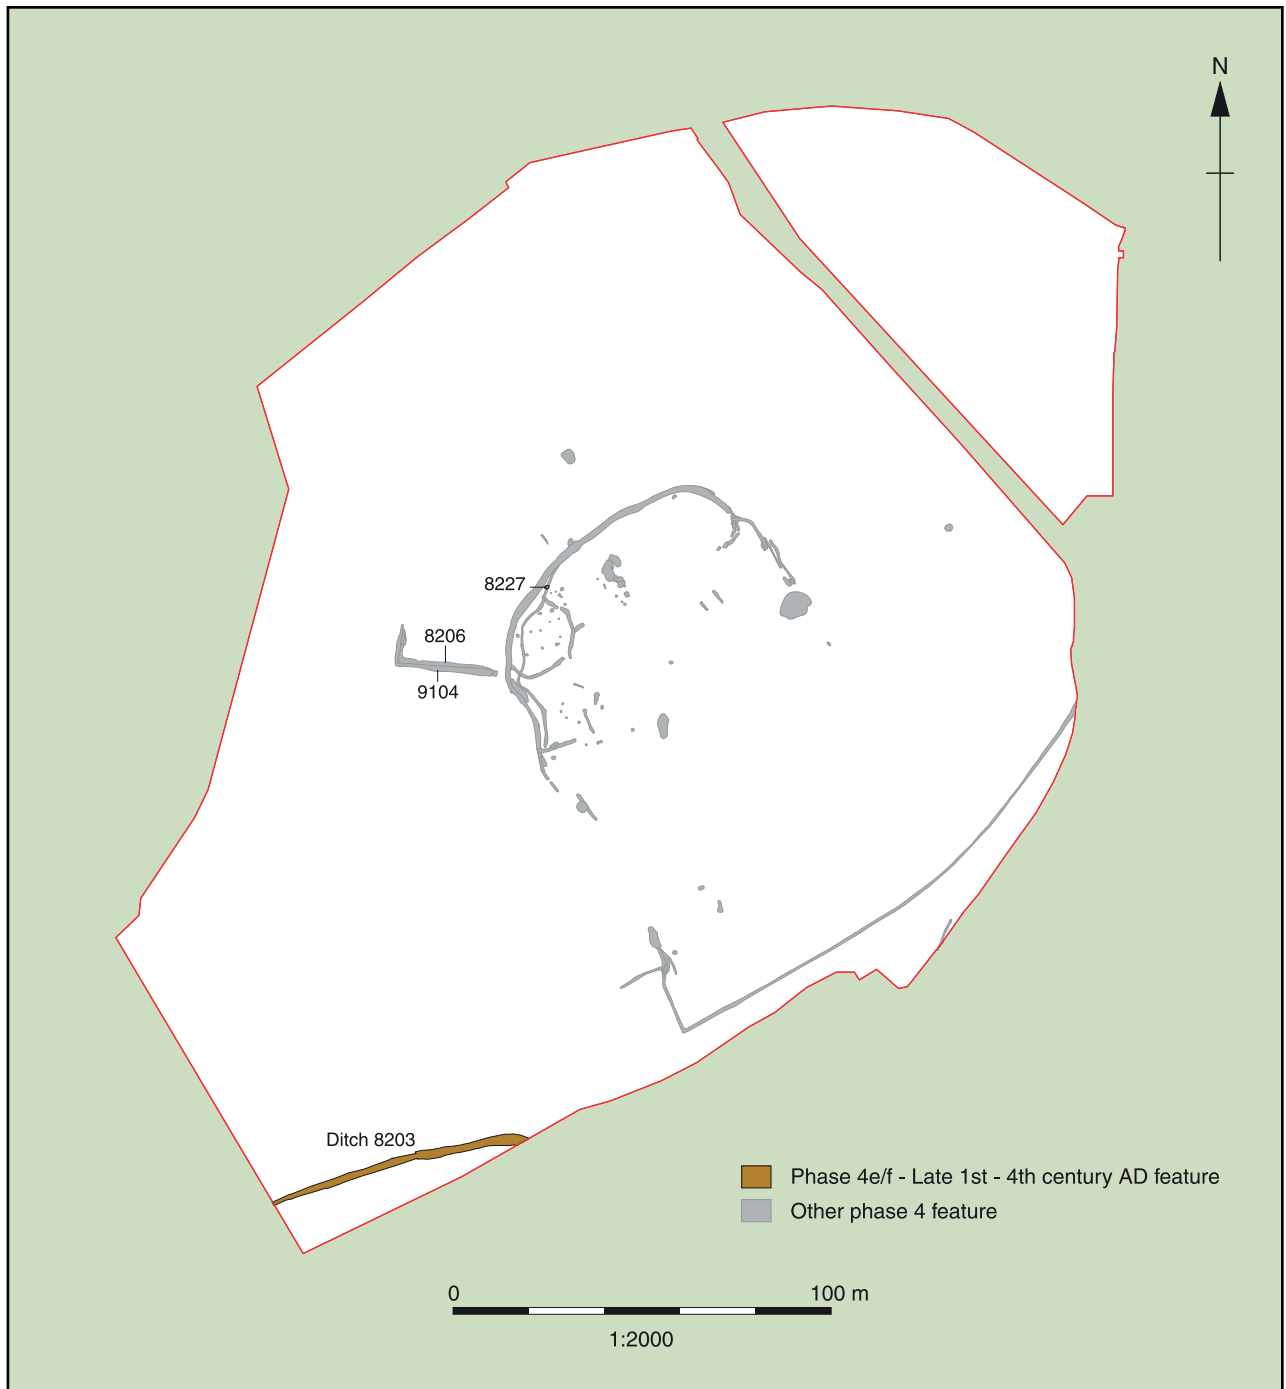 N
8227
8206
9104
Ditch 8203
Phase 4e/f - Late 1st - 4th century AD feature
Other phase 4 feature
0 100 m
1:2000